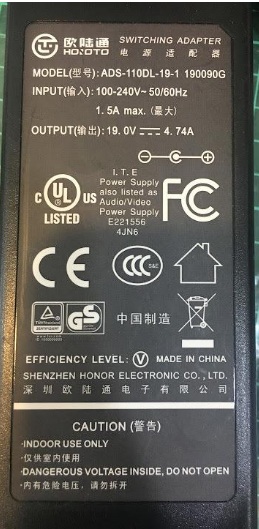 欧陆通 SWITCHING ADAPTER
HONOTO 电源适配器
MODEL(型号): ADS-110DL-19-1 190090G
INPUT(输入): 100-240V~ 50/60Hz
1.5A max. (最大)
OUTPUT(输出): 19.0V 4.74A
I.T.E
Power Supply
also listed as
Audio/Video
Power Supply
E221556
4JN6
C UL US
LISTED
FC
CE
CCC S&E
GS
中国制造
EFFICIENCY LEVEL: V MADE IN CHINA
SHENZHEN HONOR ELECTRONIC CO., LTD.
深圳欧陆通电子有限公司
CAUTION (警告)
·INDOOR USE ONLY
·仅供室内使用
·DANGEROUS VOLTAGE INSIDE, DO NOT OPEN
·内有危险电压，请勿拆开